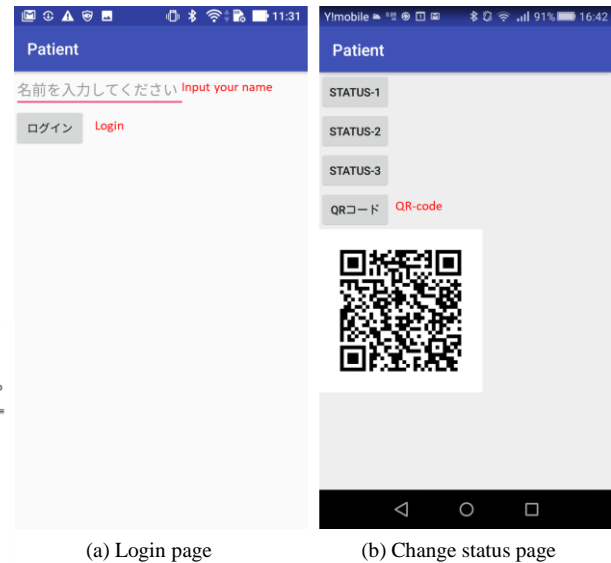 11:31
Patient
名前を入力してください Input your name
ログイン Login
Y!mobile 91% 16:42
Patient
STATUS-1
STATUS-2
STATUS-3
QRコード QR-code
(a) Login page
(b) Change status page